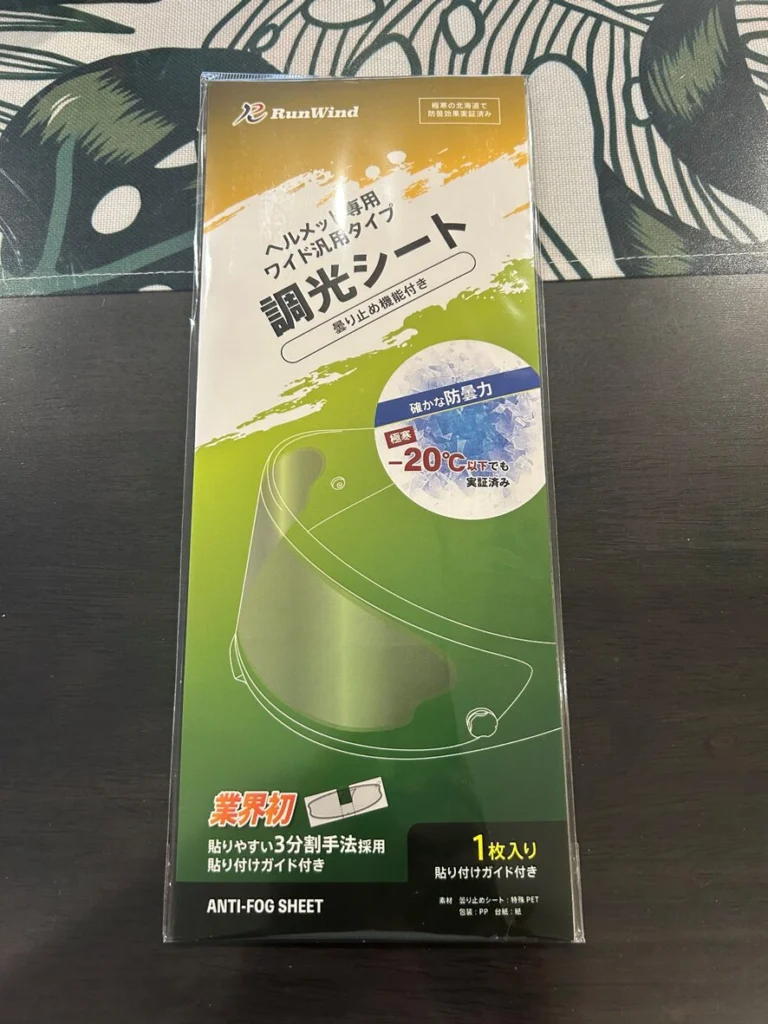 RunWind
極寒の北海道で
防曇効果実証済み
ヘルメット専用
ワイド汎用タイプ
調光シート
曇り止め機能付き
確かな防曇力
極寒
-20℃以下でも
実証済み
業界初
貼りやすい3分割手法採用
貼り付けガイド付き
1枚入り
貼り付けガイド付き
ANTI-FOG SHEET
素材 曇り止めシート:特殊PET
包装:PP 台紙:紙